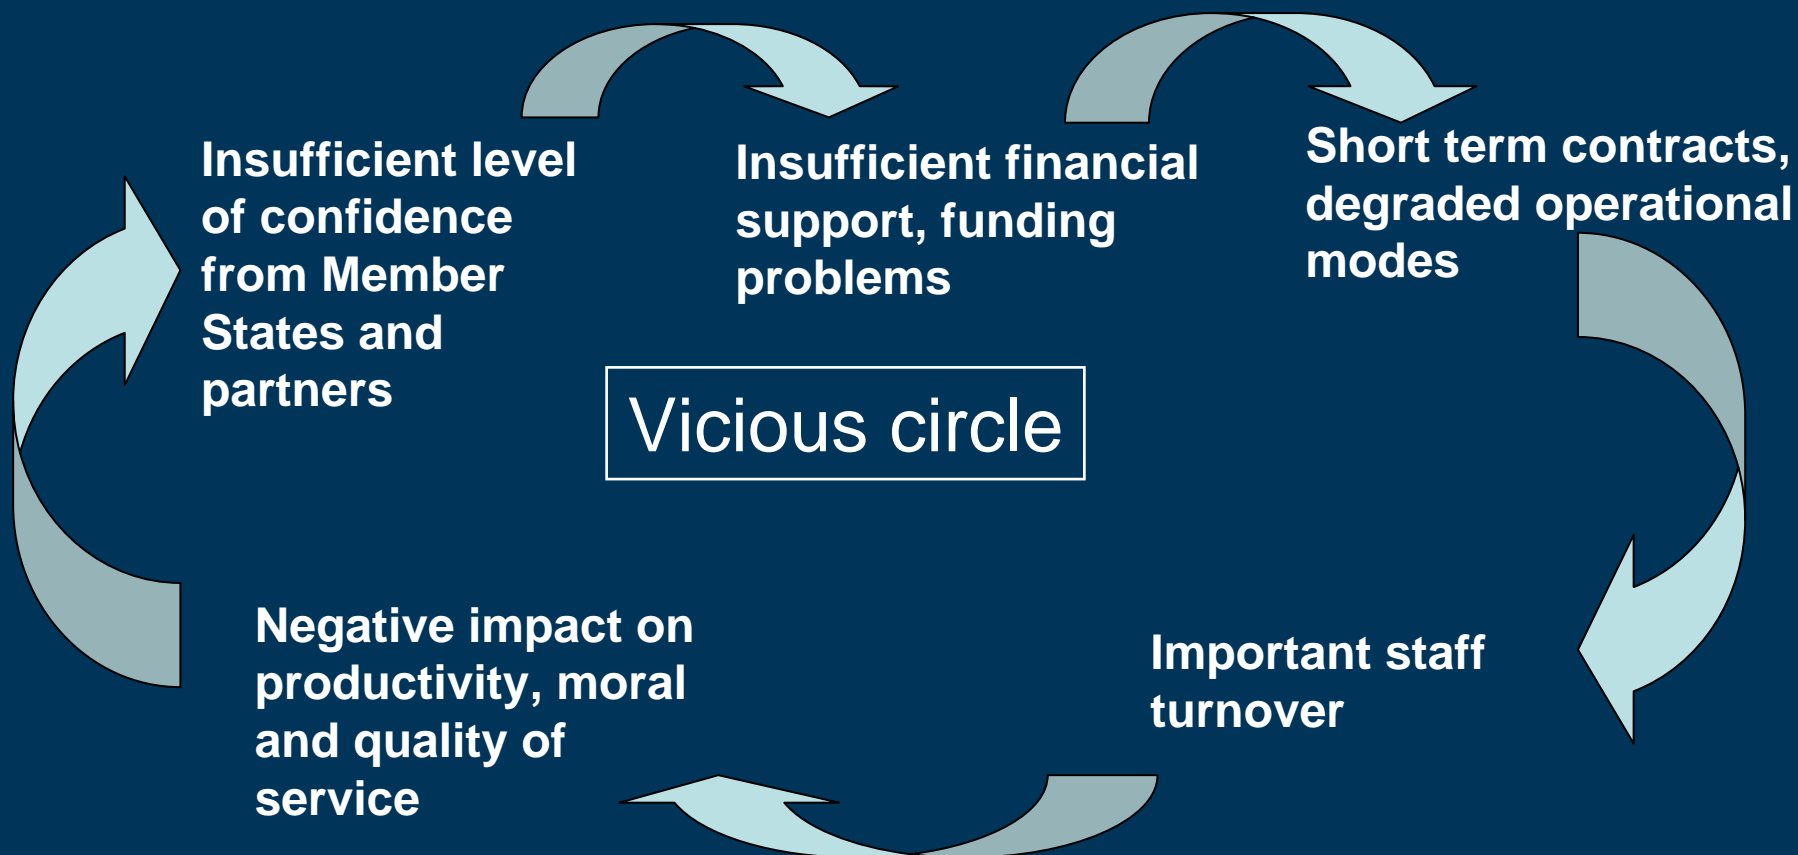 Insufficient level
of confidence
from Member
States and
partners
Insufficient financial
support, funding
problems
Short term contracts,
degraded operational
modes
Vicious circle
Important staff
turnover
Negative impact on
productivity, moral
and quality of
service